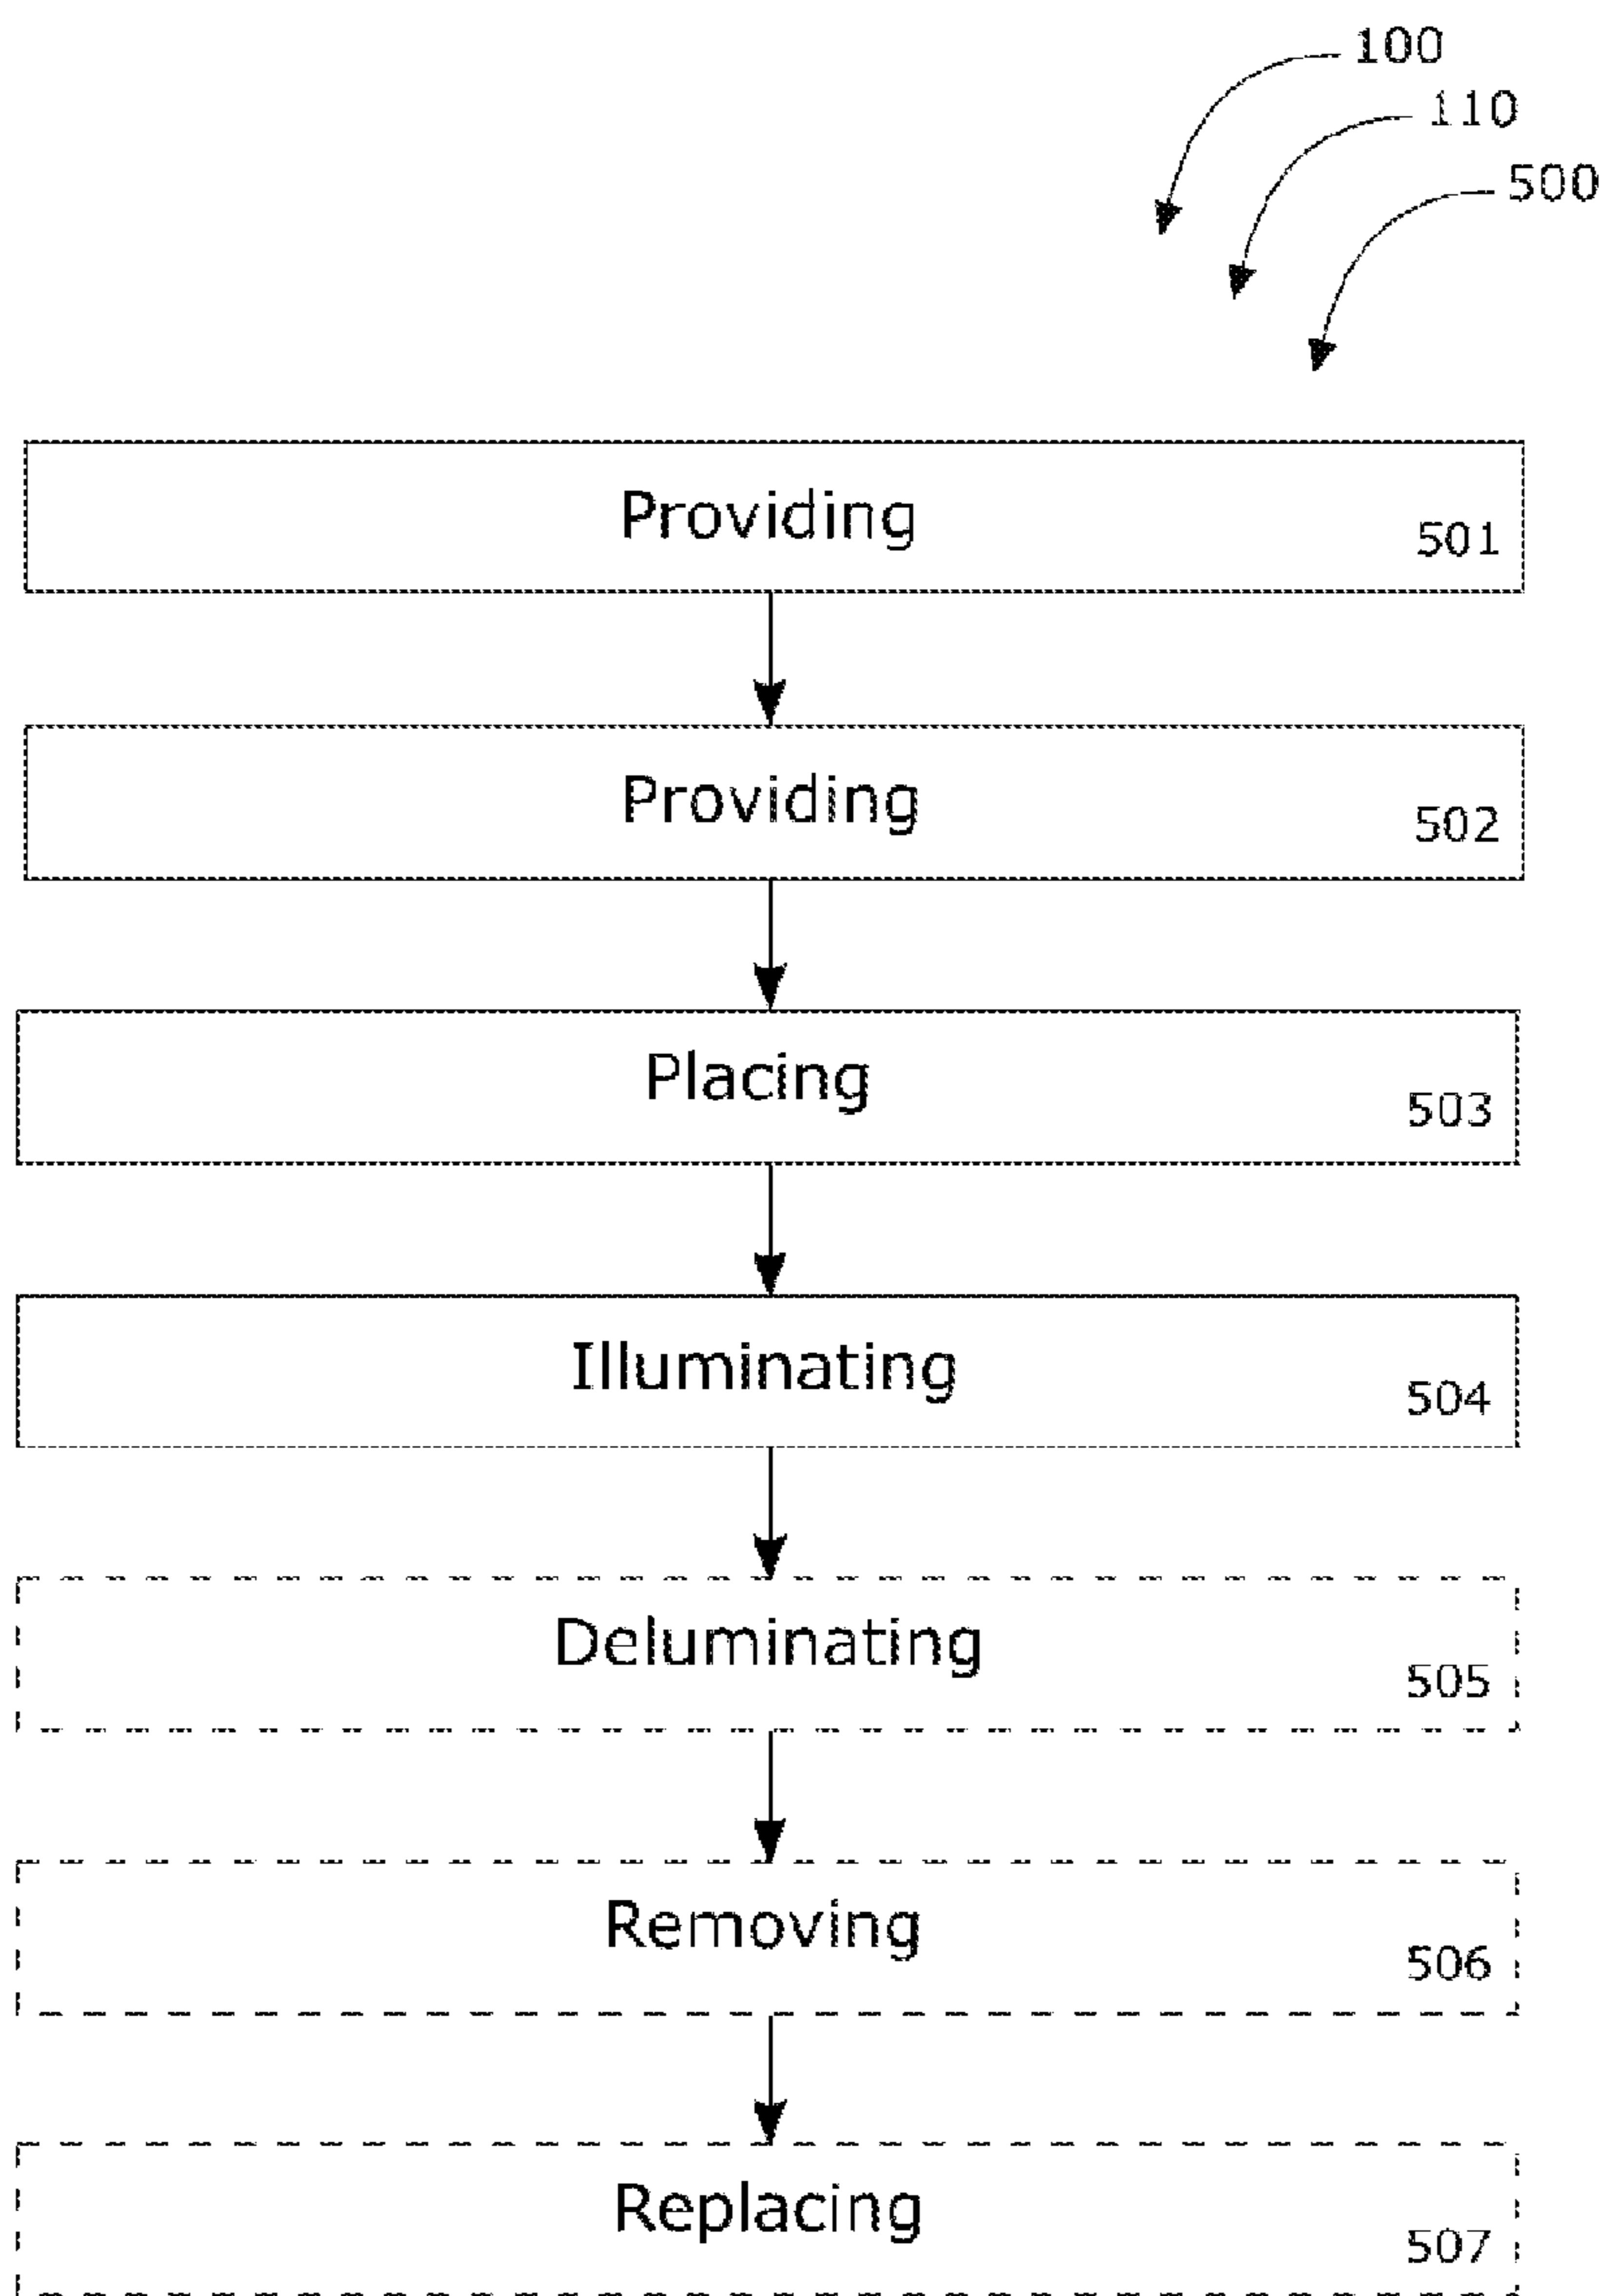 100
110
500
Providing
501
Providing
502
Placing
503
Illuminating
504
Deluminating
505
Removing
506
Replacing
507